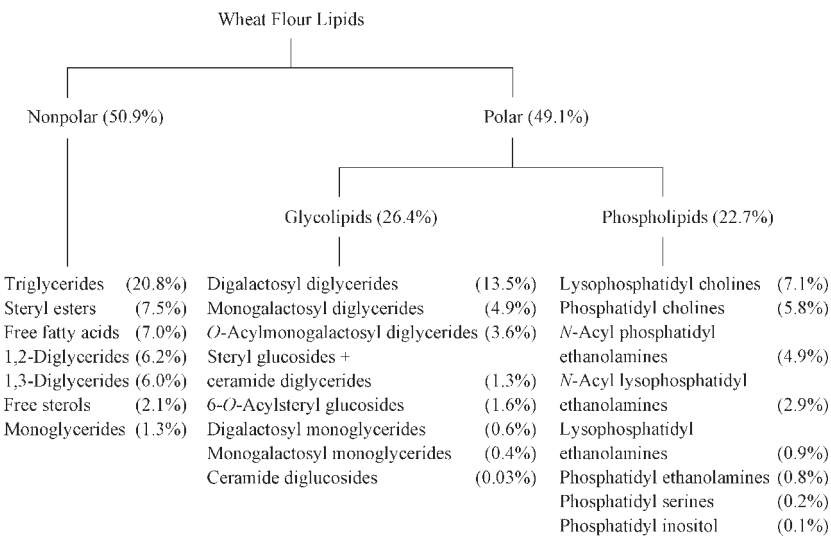 Wheat Flour Lipids
Nonpolar (50.9%)
Polar (49.1%)
Glycolipids (26.4%)
Phospholipids (22.7%)
Triglycerides (20.8%)
Steryl esters (7.5%)
Free fatty acids (7.0%)
1,2-Diglycerides (6.2%)
1,3-Diglycerides (6.0%)
Free sterols (2.1%)
Monoglycerides (1.3%)
Digalactosyl diglycerides (13.5%)
Monogalactosyl diglycerides (4.9%)
O-Acylmonogalactosyl diglycerides (3.6%)
Steryl glucosides +
ceramide diglycerides (1.3%)
6-O-Acylsteryl glucosides (1.6%)
Digalactosyl monoglycerides (0.6%)
Monogalactosyl monoglycerides (0.4%)
Ceramide diglucosides (0.03%)
Lysophosphatidyl cholines (7.1%)
Phosphatidyl cholines (5.8%)
N-Acyl phosphatidyl
ethanolamines (4.9%)
N-Acyl lysophosphatidyl
ethanolamines (2.9%)
Lysophosphatidyl
ethanolamines (0.9%)
Phosphatidyl ethanolamines (0.8%)
Phosphatidyl serines (0.2%)
Phosphatidyl inositol (0.1%)